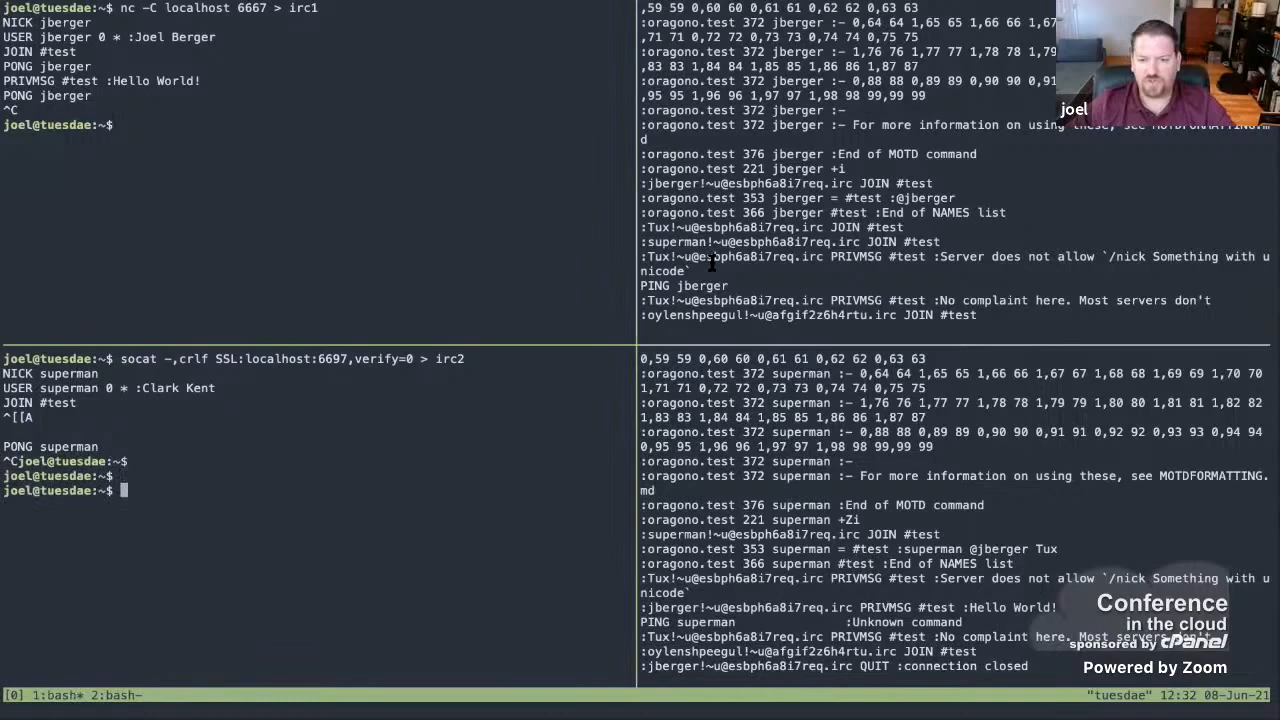 joel@tuesdae:~$ nc -C localhost 6667 > irc1
NICK jberger
USER jberger 0 * :Joel Berger
JOIN #test
PONG jberger
PRIVMSG #test :Hello World!
PONG jberger
^C
joel@tuesdae:~$
,59 59 0,60 60 0,61 61 0,62 62 0,63 63
:oragono.test 372 jberger :- 0,64 64 1,65 65 1,66 66 1,67
,71 71 0,72 72 0,73 73 0,74 74 0,75 75
:oragono.test 372 jberger :- 1,76 76 1,77 77 1,78 78 1,79
,83 83 1,84 84 1,85 85 1,86 86 1,87 87
:oragono.test 372 jberger :- 0,88 88 0,89 89 0,90 90 0,91
,95 95 1,96 96 1,97 97 1,98 98 99,99 99
:oragono.test 372 jberger :-
:oragono.test 372 jberger :- For more information on using these, see MOTDFORMATTING.m
d
:oragono.test 376 jberger :End of MOTD command
:oragono.test 221 jberger +i
:jberger!~u@esbph6a8i7req.irc JOIN #test
:oragono.test 353 jberger = #test :@jberger
:oragono.test 366 jberger #test :End of NAMES list
:Tux!~u@esbph6a8i7req.irc JOIN #test
:superman!~u@esbph6a8i7req.irc JOIN #test
:Tux!~u@esbph6a8i7req.irc PRIVMSG #test :Server does not allow `/nick Something with u
nicode`
PING jberger
:Tux!~u@esbph6a8i7req.irc PRIVMSG #test :No complaint here. Most servers don't
:oylenshpeegul!~u@afgif2z6h4rtu.irc JOIN #test
joel
joel@tuesdae:~$ socat -,crlf SSL:localhost:6697,verify=0 > irc2
NICK superman
USER superman 0 * :Clark Kent
JOIN #test
^[[A
PONG superman
^Cjoel@tuesdae:~$
joel@tuesdae:~$
joel@tuesdae:~$
0,59 59 0,60 60 0,61 61 0,62 62 0,63 63
:oragono.test 372 superman :- 0,64 64 1,65 65 1,66 66 1,67 67 1,68 68 1,69 69 1,70 70
1,71 71 0,72 72 0,73 73 0,74 74 0,75 75
:oragono.test 372 superman :- 1,76 76 1,77 77 1,78 78 1,79 79 1,80 80 1,81 81 1,82 82
1,83 83 1,84 84 1,85 85 1,86 86 1,87 87
:oragono.test 372 superman :- 0,88 88 0,89 89 0,90 90 0,91 91 0,92 92 0,93 93 0,94 94
0,95 95 1,96 96 1,97 97 1,98 98 99,99 99
:oragono.test 372 superman :-
:oragono.test 372 superman :- For more information on using these, see MOTDFORMATTING.
md
:oragono.test 376 superman :End of MOTD command
:oragono.test 221 superman +Zi
:superman!~u@esbph6a8i7req.irc JOIN #test
:oragono.test 353 superman = #test :superman @jberger Tux
:oragono.test 366 superman #test :End of NAMES list
:Tux!~u@esbph6a8i7req.irc PRIVMSG #test :Server does not allow `/nick Something with u
nicode`
:jberger!~u@esbph6a8i7req.irc PRIVMSG #test :Hello World!
PING superman :Unknown command
:Tux!~u@esbph6a8i7req.irc PRIVMSG #test :No complaint here. Most servers don't
:oylenshpeegul!~u@afgif2z6h4rtu.irc JOIN #test
:jberger!~u@esbph6a8i7req.irc QUIT :connection closed
Conference
in the cloud
sponsored by cPanel
Powered by Zoom
[0] 1:bash* 2:bash-
"tuesdae" 12:32 08-Jun-21